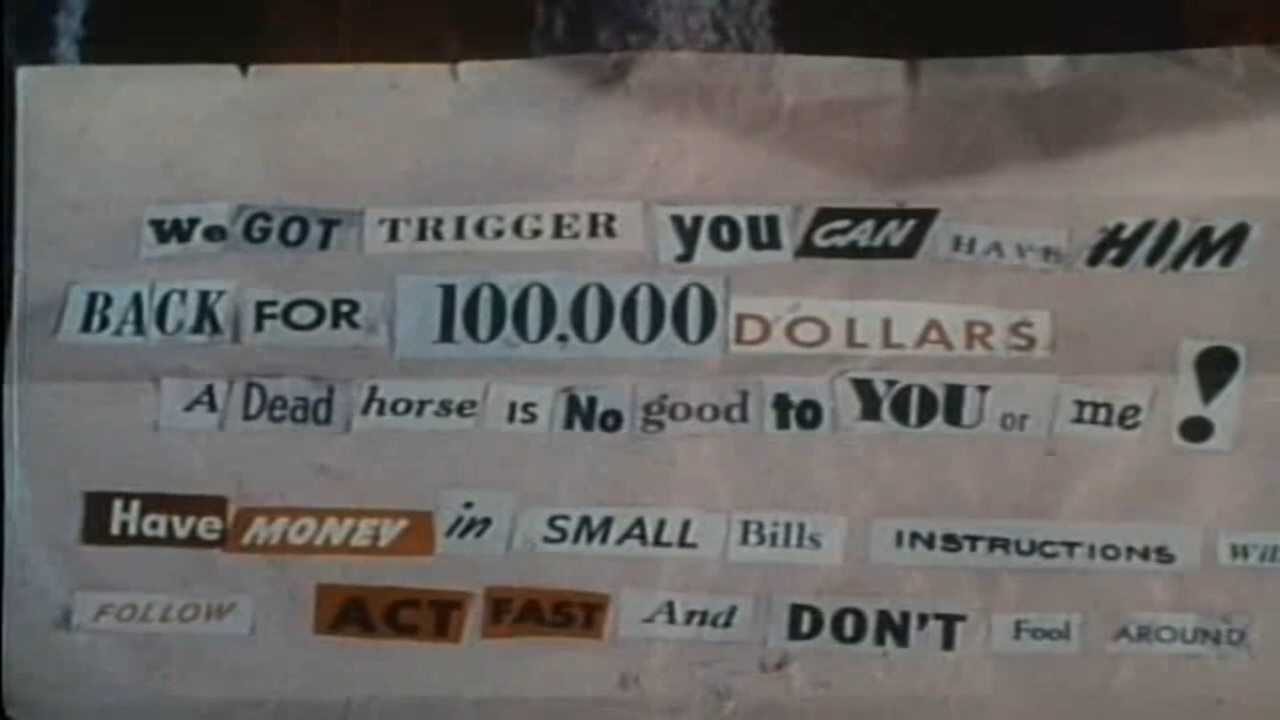 We GOT TRIGGER you CAN HAVE HIM
BACK FOR 100.000 DOLLARS
A Dead horse is No good to YOU or me !
Have MONEY in SMALL Bills INSTRUCTIONS
FOLLOW ACT FAST And DON'T Fool AROUND